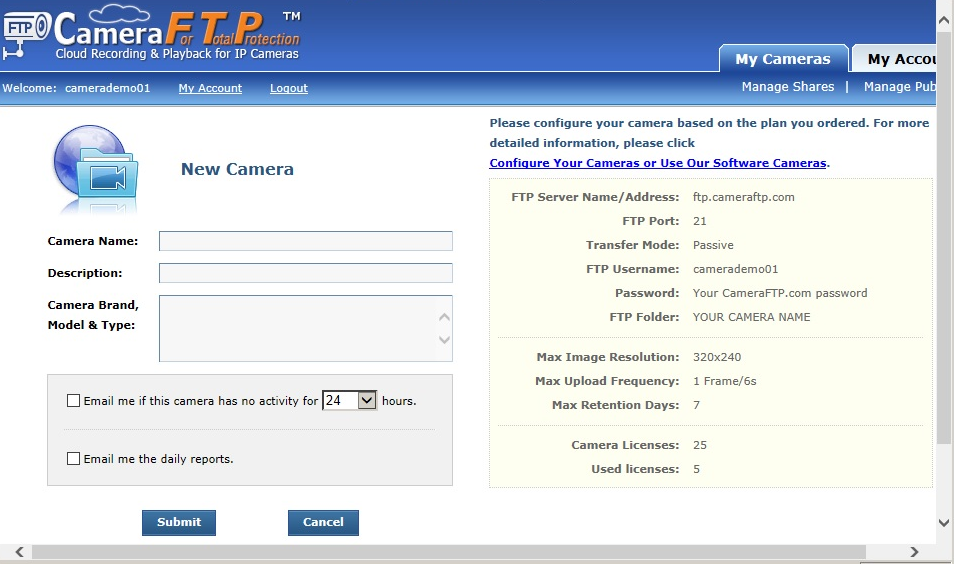 FTP CameraFTP ™
For Total Protection
Cloud Recording & Playback for IP Cameras
My Cameras
My Accou
Welcome: camerademo01 My Account Logout
Manage Shares | Manage Pub
New Camera
Camera Name:
Description:
Camera Brand,
Model & Type:
Email me if this camera has no activity for 24 hours.
Email me the daily reports.
Submit
Cancel
Please configure your camera based on the plan you ordered. For more
detailed information, please click
Configure Your Cameras or Use Our Software Cameras.
FTP Server Name/Address: ftp.cameraftp.com
FTP Port: 21
Transfer Mode: Passive
FTP Username: camerademo01
Password: Your CameraFTP.com password
FTP Folder: YOUR CAMERA NAME
Max Image Resolution: 320x240
Max Upload Frequency: 1 Frame/6s
Max Retention Days: 7
Camera Licenses: 25
Used licenses: 5